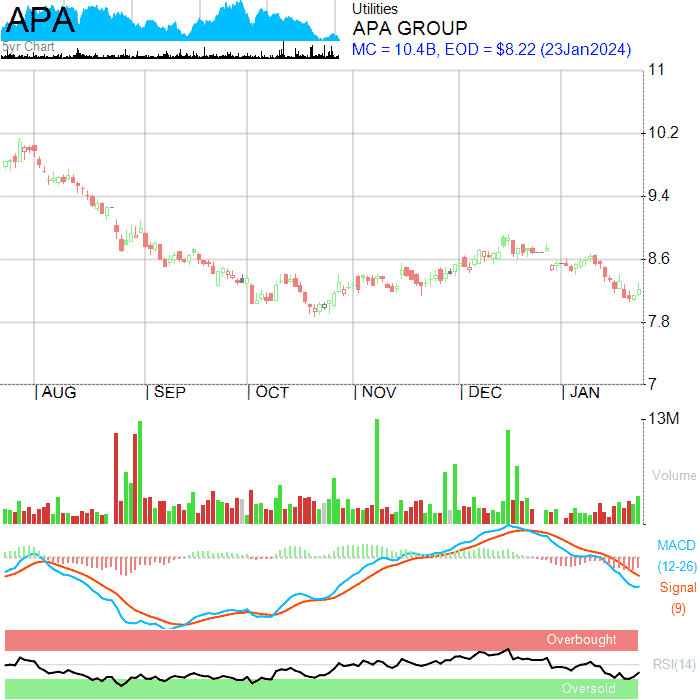 APA
5yr Chart
Utilities
APA GROUP
MC = 10.4B, EOD = $8.22 (23Jan2024)
11
10.2
9.4
8.6
7.8
7
AUG SEP OCT NOV DEC JAN
13M
Volume
MACD
(12-26)
Signal
(9)
Overbought
RSI(14)
Oversold